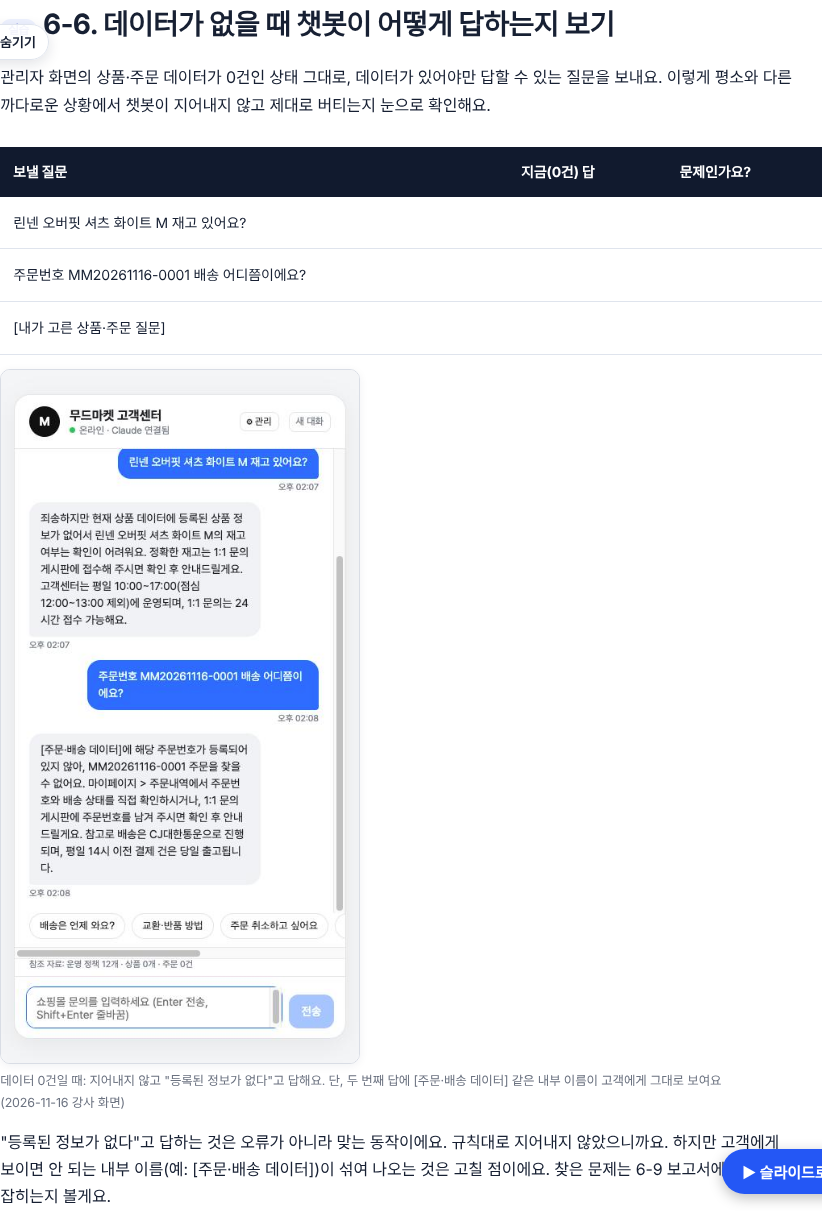 6-6. 데이터가 없을 때 챗봇이 어떻게 답하는지 보기
숨기기
관리자 화면의 상품·주문 데이터가 0건인 상태 그대로, 데이터가 있어야만 답할 수 있는 질문을 보내요. 이렇게 평소와 다른
까다로운 상황에서 챗봇이 지어내지 않고 제대로 버티는지 눈으로 확인해요.
보낼 질문 지금(0건) 답 문제인가요?
린넨 오버핏 셔츠 화이트 M 재고 있어요?
주문번호 MM20261116-0001 배송 어디쯤이에요?
[내가 고른 상품·주문 질문]
M 무드마켓 고객센터
온라인 · Claude 연결됨
관리 새 대화
린넨 오버핏 셔츠 화이트 M 재고 있어요?
오후 02:07
죄송하지만 현재 상품 데이터에 등록된 상품 정
보가 없어서 린넨 오버핏 셔츠 화이트 M의 재고
여부는 확인이 어려워요. 정확한 재고는 1:1 문의
게시판에 접수해 주시면 확인 후 안내드릴게요.
고객센터는 평일 10:00~17:00(점심
12:00~13:00 제외)에 운영되며, 1:1 문의는 24
시간 접수 가능해요.
오후 02:07
주문번호 MM20261116-0001 배송 어디쯤이
에요?
오후 02:08
[주문·배송 데이터]에 해당 주문번호가 등록되어
있지 않아, MM20261116-0001 주문을 찾을
수 없어요. 마이페이지 > 주문내역에서 주문번
호와 배송 상태를 직접 확인하시거나, 1:1 문의
게시판에 주문번호를 남겨 주시면 확인 후 안내
드릴게요. 참고로 배송은 CJ대한통운으로 진행
되며, 평일 14시 이전 결제 건은 당일 출고됩니
다.
오후 02:08
배송은 언제 와요? 교환·반품 방법 주문 취소하고 싶어요
참조 자료: 운영 정책 12개 · 상품 0개 · 주문 0건
쇼핑몰 문의를 입력하세요 (Enter 전송,
Shift+Enter 줄바꿈)
전송
데이터 0건일 때: 지어내지 않고 "등록된 정보가 없다"고 답해요. 단, 두 번째 답에 [주문·배송 데이터] 같은 내부 이름이 고객에게 그대로 보여요
(2026-11-16 강사 화면)
"등록된 정보가 없다"고 답하는 것은 오류가 아니라 맞는 동작이에요. 규칙대로 지어내지 않았으니까요. 하지만 고객에게
보이면 안 되는 내부 이름(예: [주문·배송 데이터])이 섞여 나오는 것은 고칠 점이에요. 찾은 문제는 6-9 보고서에
▶ 슬라이드로
잡히는지 볼게요.